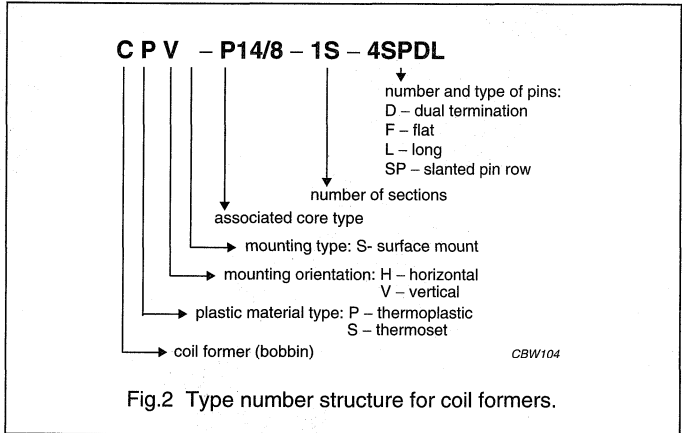 C P V – P14/8 – 1S – 4SPDL
number and type of pins:
D – dual termination
F – flat
L – long
SP – slanted pin row
number of sections
associated core type
mounting type: S- surface mount
mounting orientation: H – horizontal
V – vertical
plastic material type: P – thermoplastic
S – thermoset
coil former (bobbin)
CBW104
Fig.2 Type number structure for coil formers.